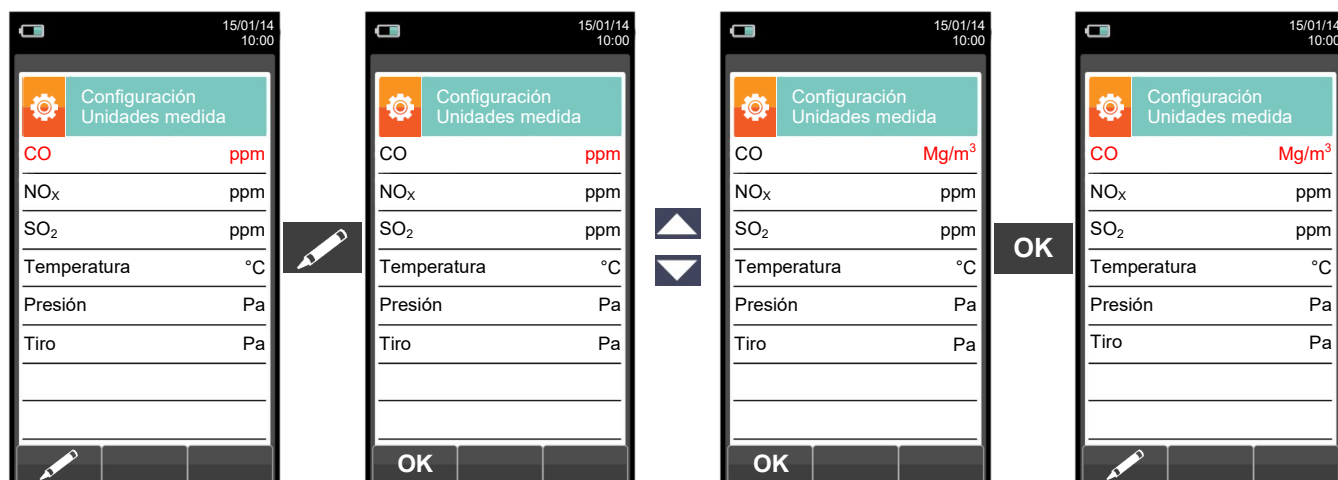 15/01/14
10:00
Configuración
Unidades medida
CO ppm
NOX ppm
SO2 ppm
Temperatura °C
Presión Pa
Tiro Pa
15/01/14
10:00
Configuración
Unidades medida
CO ppm
NOX ppm
SO2 ppm
Temperatura °C
Presión Pa
Tiro Pa
OK
15/01/14
10:00
Configuración
Unidades medida
CO Mg/m³
NOX ppm
SO2 ppm
Temperatura °C
Presión Pa
Tiro Pa
OK
OK
15/01/14
10:00
Configuración
Unidades medida
CO Mg/m³
NOX ppm
SO2 ppm
Temperatura °C
Presión Pa
Tiro Pa